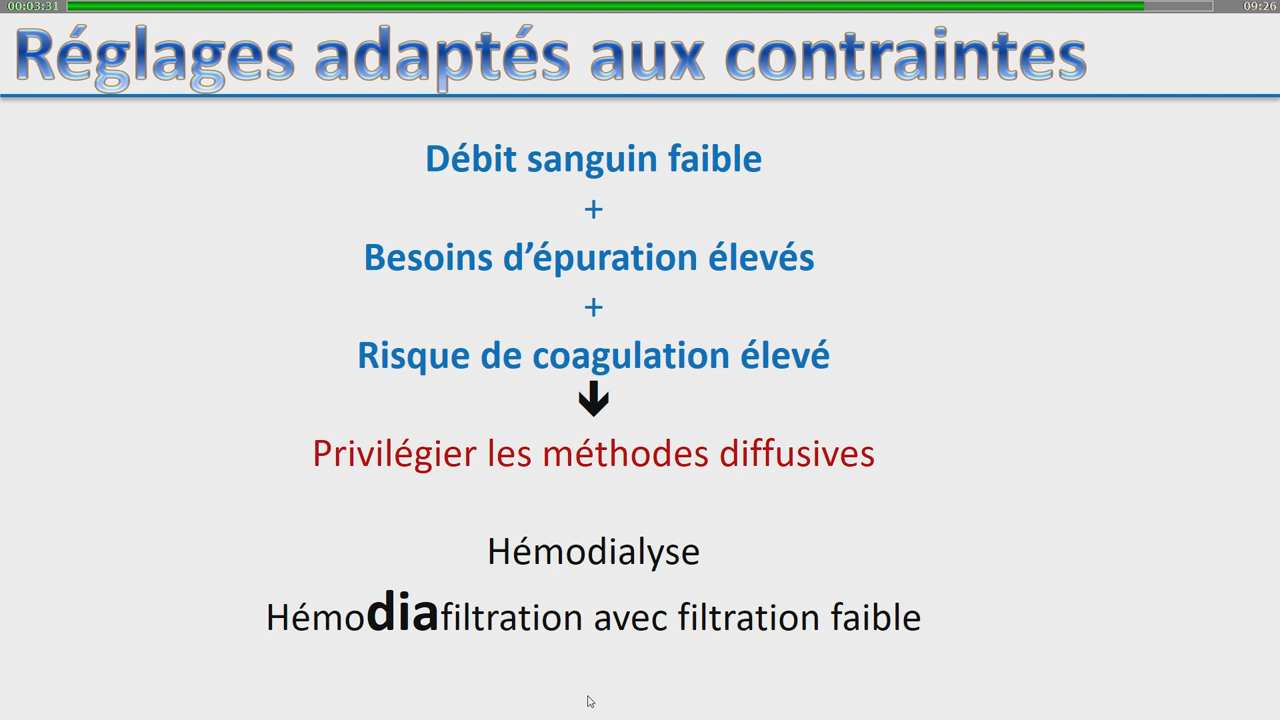 00:03:31
09:26
Réglages adaptés aux contraintes
Débit sanguin faible
+
Besoins d’épuration élevés
+
Risque de coagulation élevé
Privilégier les méthodes diffusives
Hémodialyse
Hémodiafiltration avec filtration faible